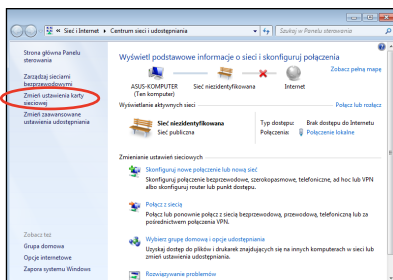 Sieć i Internet ▸ Centrum sieci i udostępniania
Szukaj w Panelu sterowania
Strona główna Panelu
sterowania
Zarządzaj sieciami
bezprzewodowymi
Zmień ustawienia karty
sieciowej
Zmień zaawansowane
ustawienia udostępniania
Wyświetl podstawowe informacje o sieci i skonfiguruj połączenia
Zobacz pełną mapę
ASUS-KOMPUTER
(Ten komputer)
Sieć niezidentyfikowana
Internet
Wyświetlanie aktywnych sieci
Połącz lub rozłącz
Sieć niezidentyfikowana
Sieć publiczna
Typ dostępu: Brak dostępu do Internetu
Połączenia: Połączenie lokalne
Zmienianie ustawień sieciowych
Skonfiguruj nowe połączenie lub nową sieć
Skonfiguruj połączenie bezprzewodowe, szerokopasmowe, telefoniczne, ad hoc lub VPN
albo skonfiguruj router lub punkt dostępu.
Połącz z siecią
Połącz lub ponownie połącz z siecią bezprzewodową, przewodową, telefoniczną lub za
pośrednictwem połączenia VPN.
Wybierz grupę domową i opcje udostępniania
Uzyskaj dostęp do plików i drukarek znajdujących się na innych komputerach w sieci lub
zmień ustawienia udostępniania.
Rozwiązywanie problemów
Zobacz też
Grupa domowa
Opcje internetowe
Zapora systemu Windows